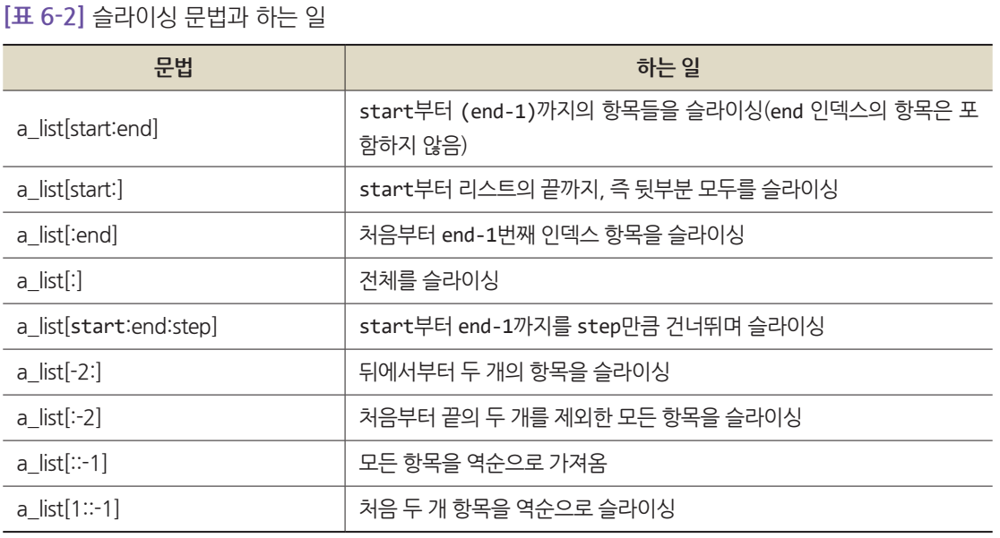 [표 6-2] 슬라이싱 문법과 하는 일
문법
하는 일
a_list[start:end]
start부터 (end-1)까지의 항목들을 슬라이싱(end 인덱스의 항목은 포
함하지 않음)
a_list[start:]
start부터 리스트의 끝까지, 즉 뒷부분 모두를 슬라이싱
a_list[:end]
처음부터 end-1번째 인덱스 항목을 슬라이싱
a_list[:]
전체를 슬라이싱
a_list[start:end:step]
start부터 end-1까지를 step만큼 건너뛰며 슬라이싱
a_list[-2:]
뒤에서부터 두 개의 항목을 슬라이싱
a_list[:-2]
처음부터 끝의 두 개를 제외한 모든 항목을 슬라이싱
a_list[::-1]
모든 항목을 역순으로 가져옴
a_list[1::-1]
처음 두 개 항목을 역순으로 슬라이싱